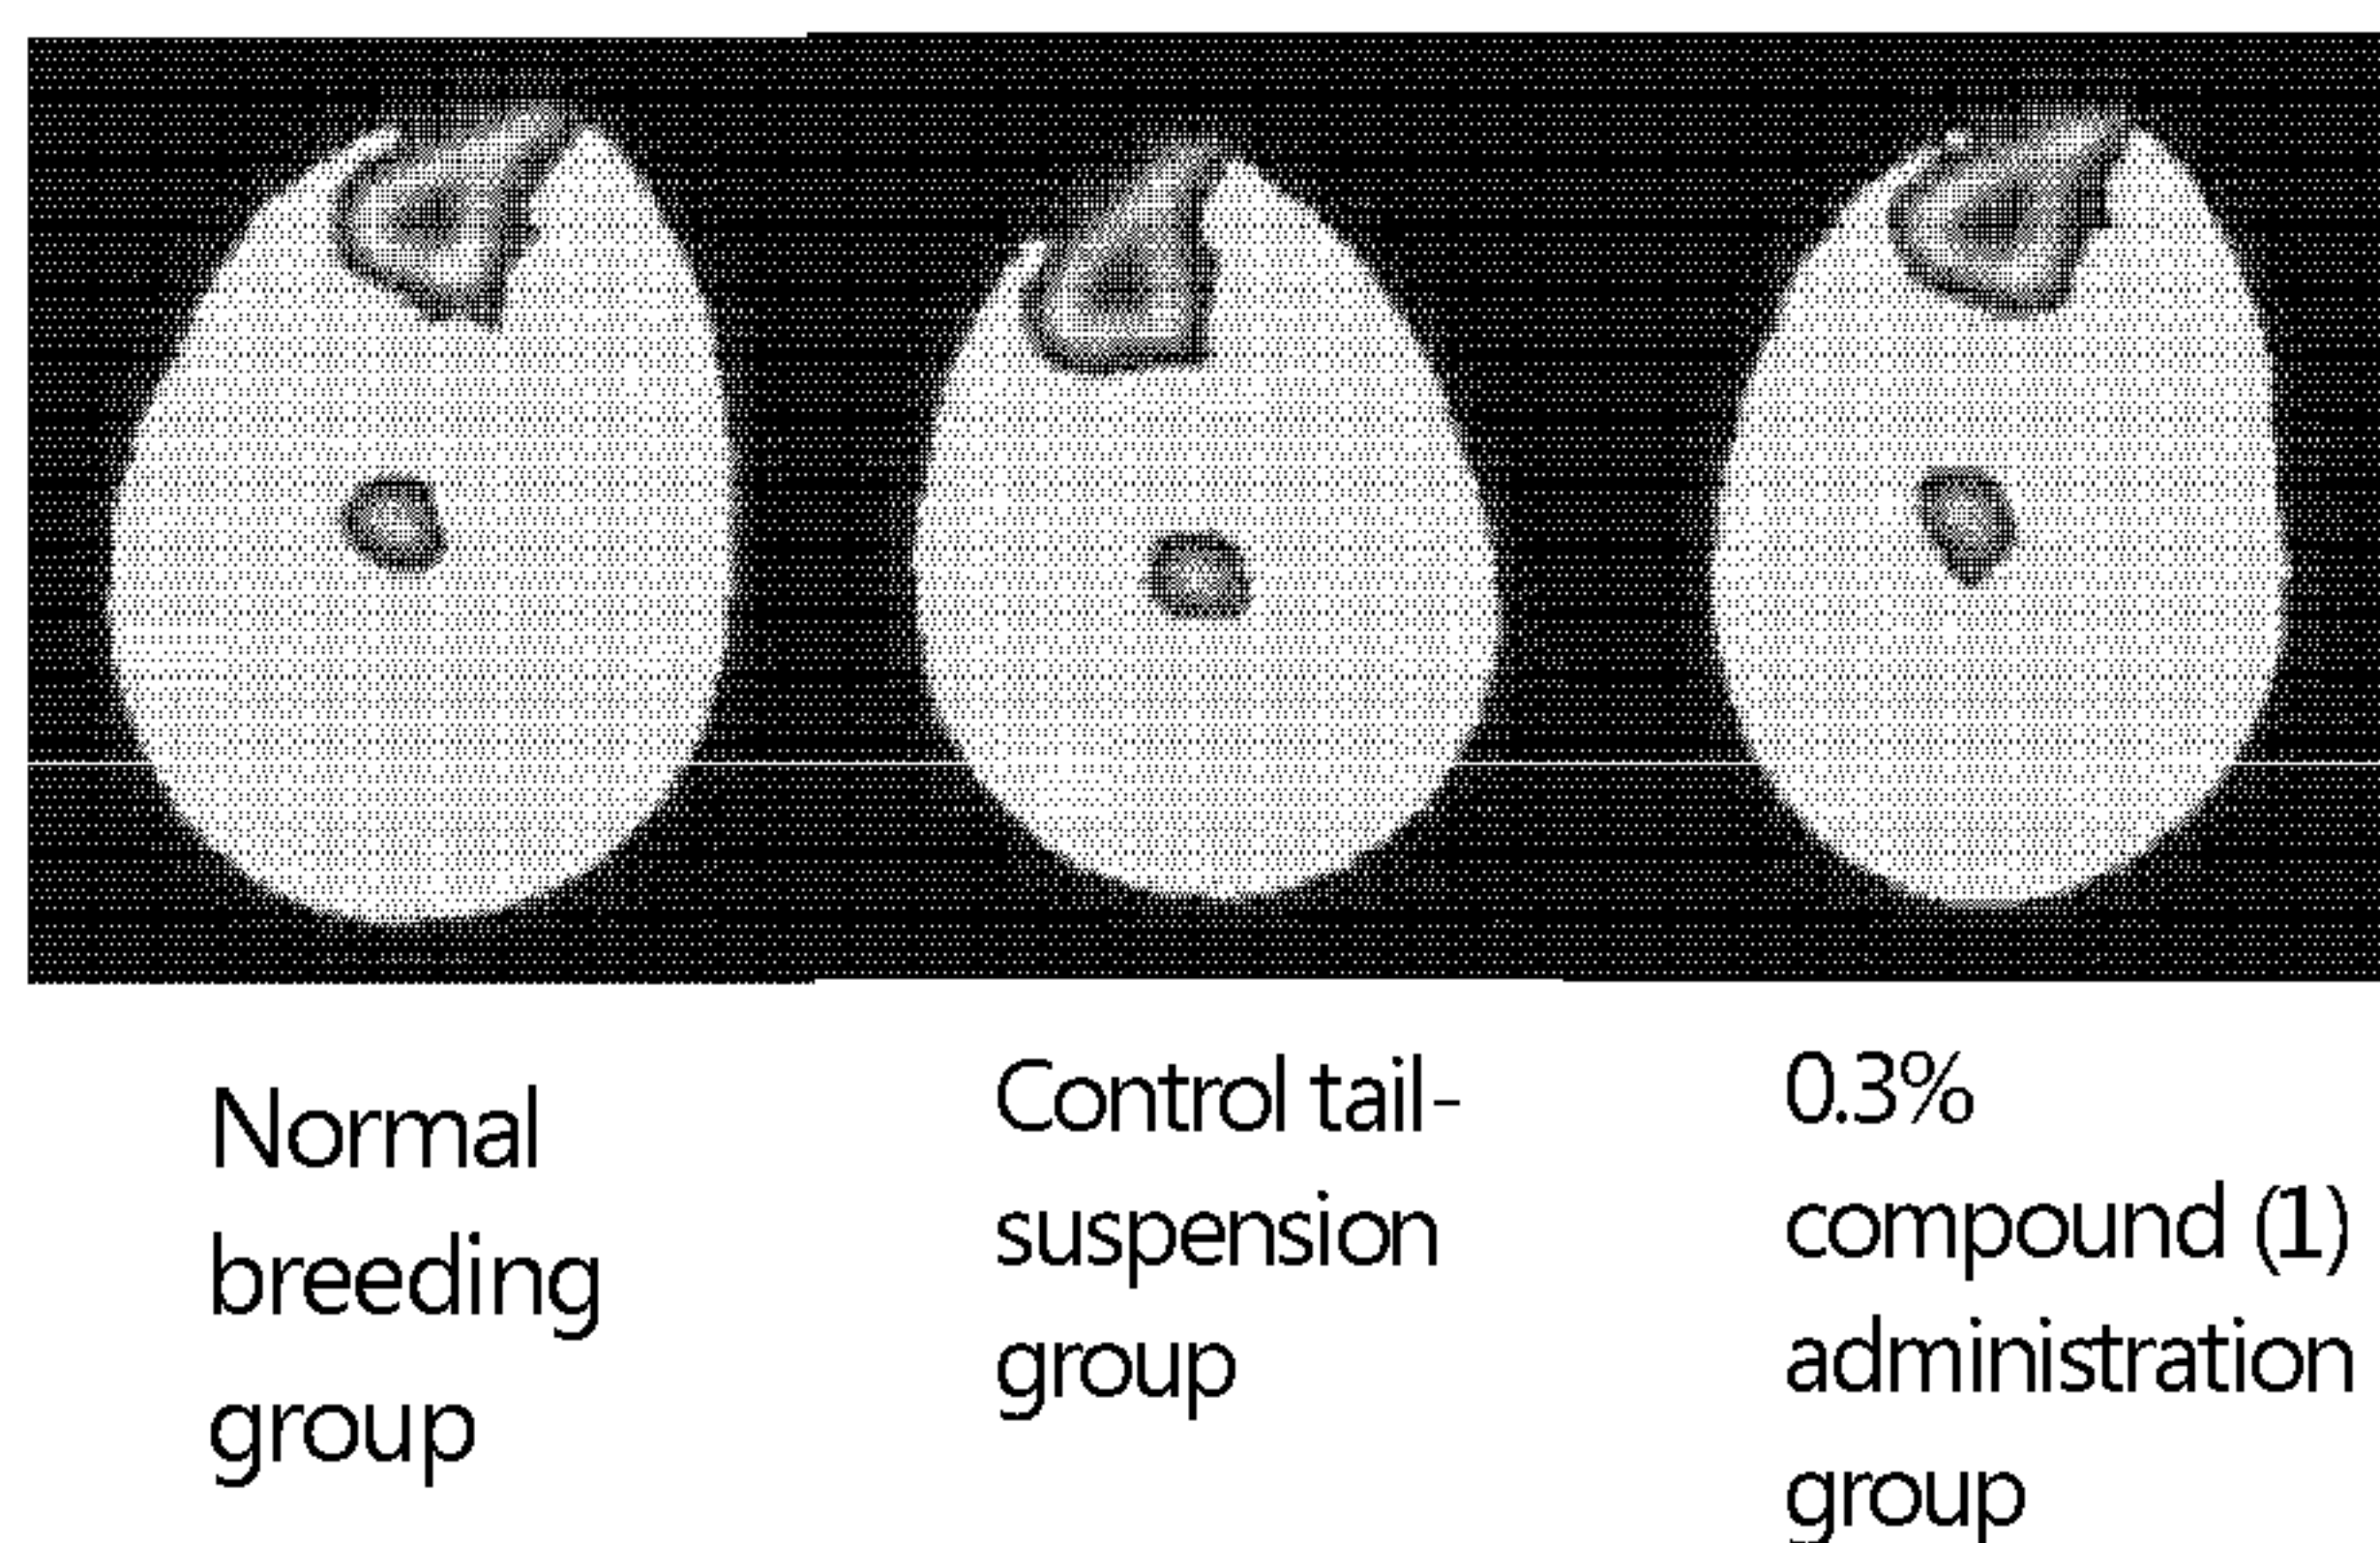 Normal
breeding
group
Control tail-
suspension
group
0.3%
compound (1)
administration
group